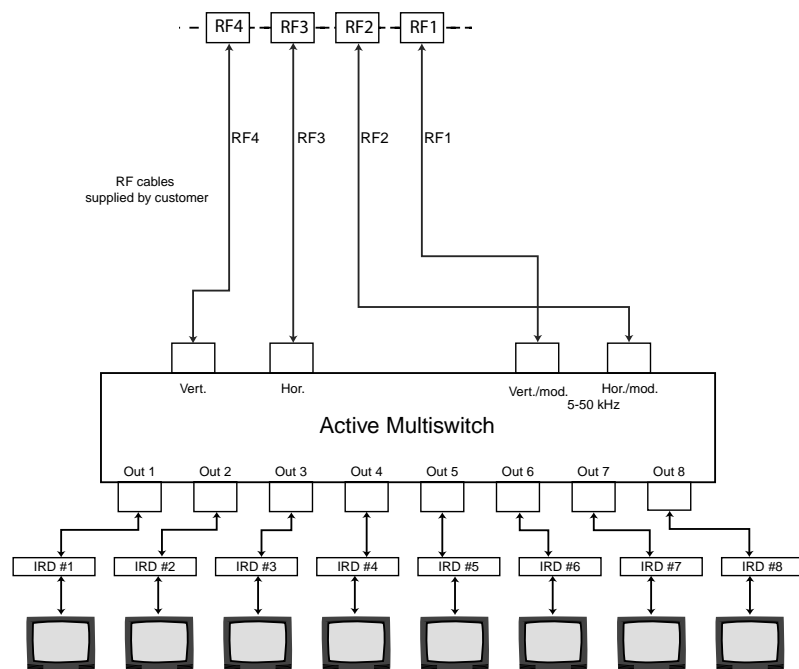 RF4 RF3 RF2 RF1
RF4 RF3 RF2 RF1
RF cables
supplied by customer
Vert. Hor. Vert./mod. Hor./mod.
5-50 kHz
Active Multiswitch
Out 1 Out 2 Out 3 Out 4 Out 5 Out 6 Out 7 Out 8
IRD #1 IRD #2 IRD #3 IRD #4 IRD #5 IRD #6 IRD #7 IRD #8